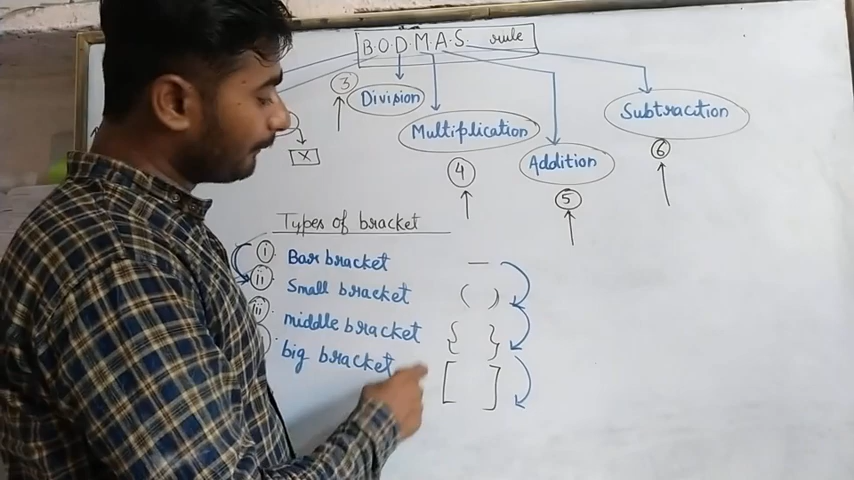 B.O.D.M.A.S. rule
③ Division
Multiplication
Subtraction
Addition
x
④
⑤
⑥
Types of bracket
i Bar bracket —
ii Small bracket ( )
iii middle bracket { }
big bracket [ ]